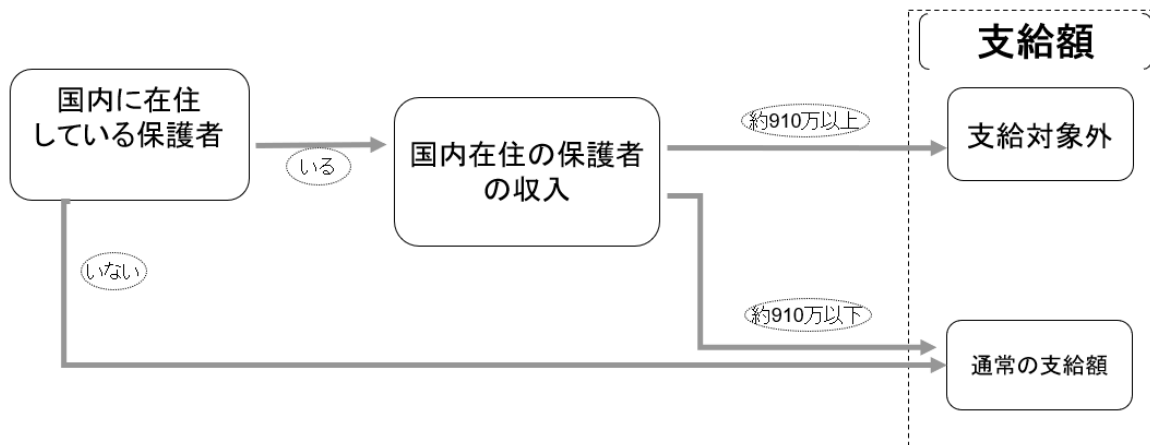 支給額
国内に在住
している保護者
いる
国内在住の保護者
の収入
約910万以上
支給対象外
いない
約910万以下
通常の支給額